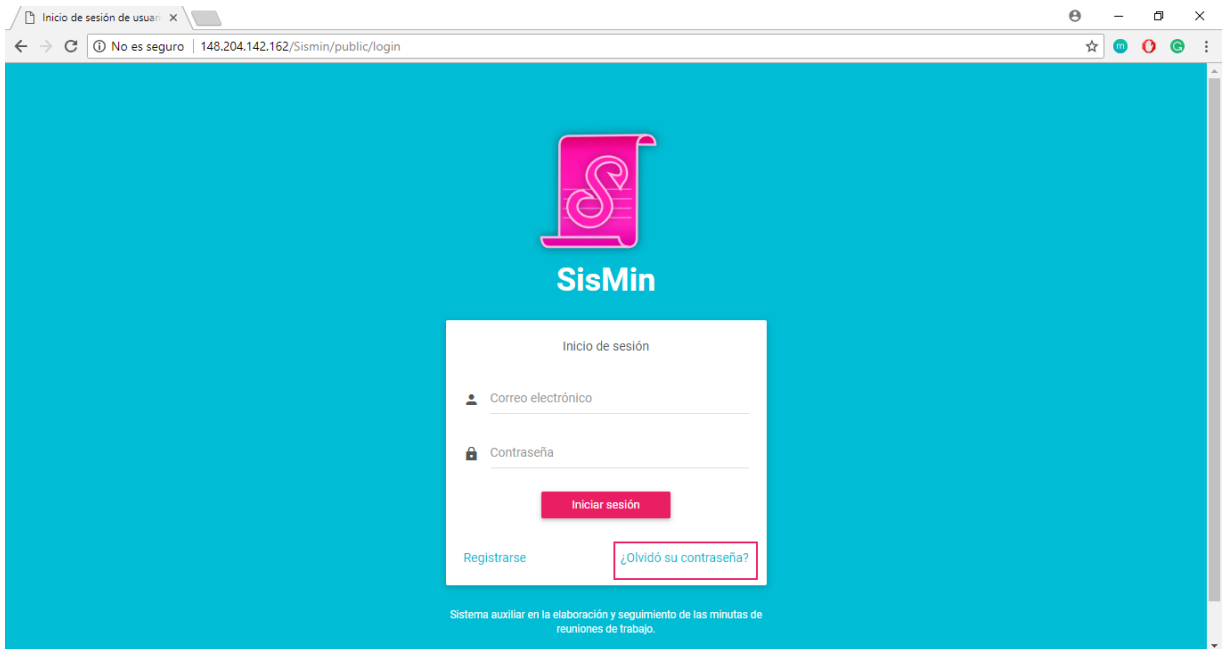 Inicio de sesión de usuari
No es seguro | 148.204.142.162/Sismin/public/login
S
SisMin
Inicio de sesión
Correo electrónico
Contraseña
Iniciar sesión
Registrarse ¿Olvidó su contraseña?
Sistema auxiliar en la elaboración y seguimiento de las minutas de
reuniones de trabajo.